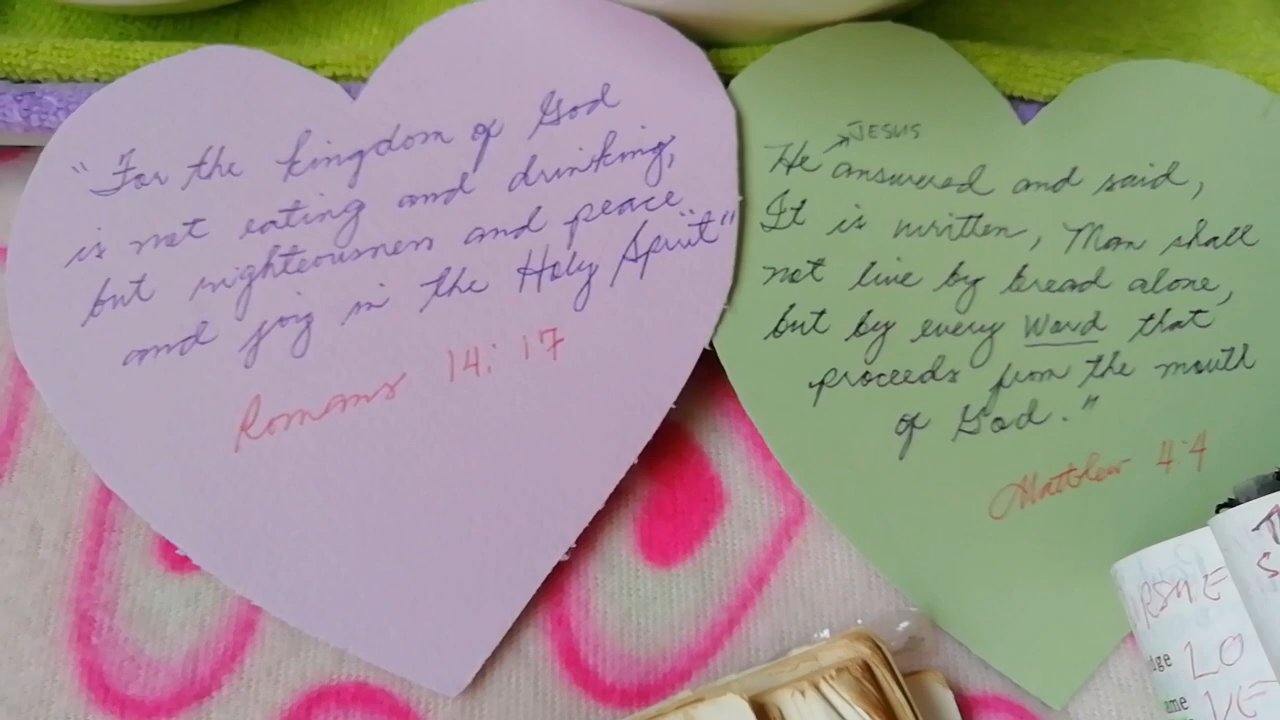 "For the kingdom of God
is not eating and drinking,
but righteousness and peace
and joy in the Holy Spirit"
Romans 14:17
JESUS
He answered and said,
It is written, Man shall
not live by bread alone,
but by every Word that
proceeds from the mouth
of God."
Matthew 4:4
LO
VE